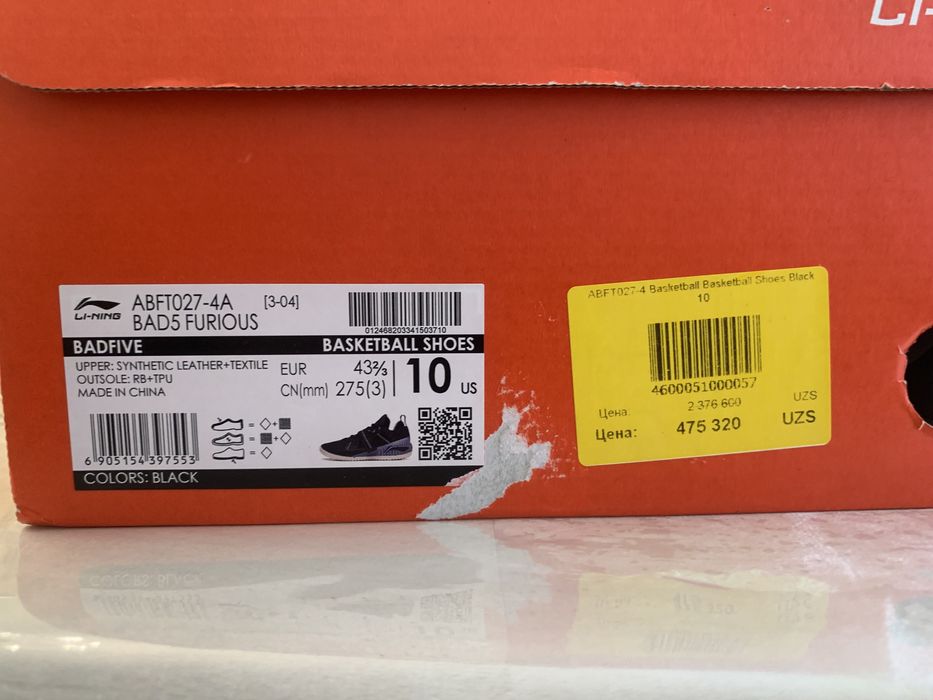 LI-
LI-NING
ABFT027-4A [3-04]
BAD5 FURIOUS
012468203341503710
BADFIVE BASKETBALL SHOES
UPPER: SYNTHETIC LEATHER+TEXTILE
OUTSOLE: RB+TPU
MADE IN CHINA
EUR 43⅔
CN(mm) 275(3) 10 US
6 905154 397553
COLORS: BLACK
ABFT027-4 Basketball Basketball Shoes Black
10
4600051000057
Цена: 2 376 600 UZS
Цена: 475 320 UZS